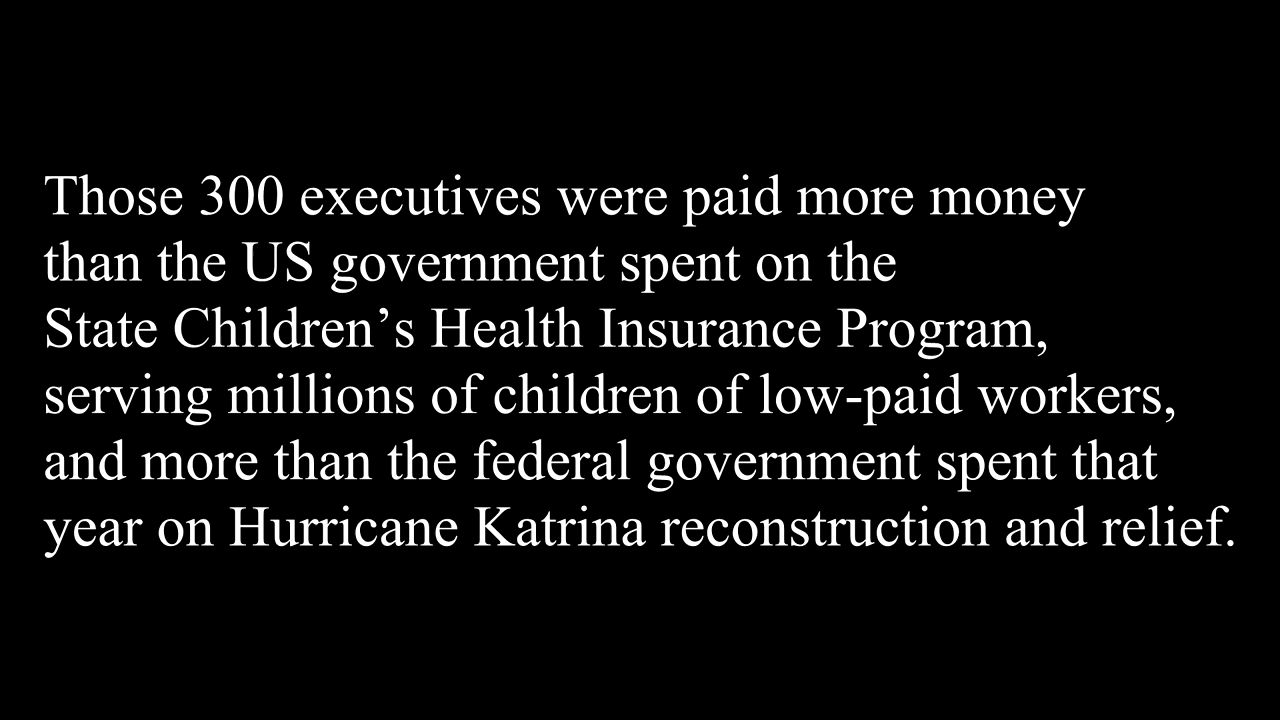 Those 300 executives were paid more money
than the US government spent on the
State Children’s Health Insurance Program,
serving millions of children of low-paid workers,
and more than the federal government spent that
year on Hurricane Katrina reconstruction and relief.